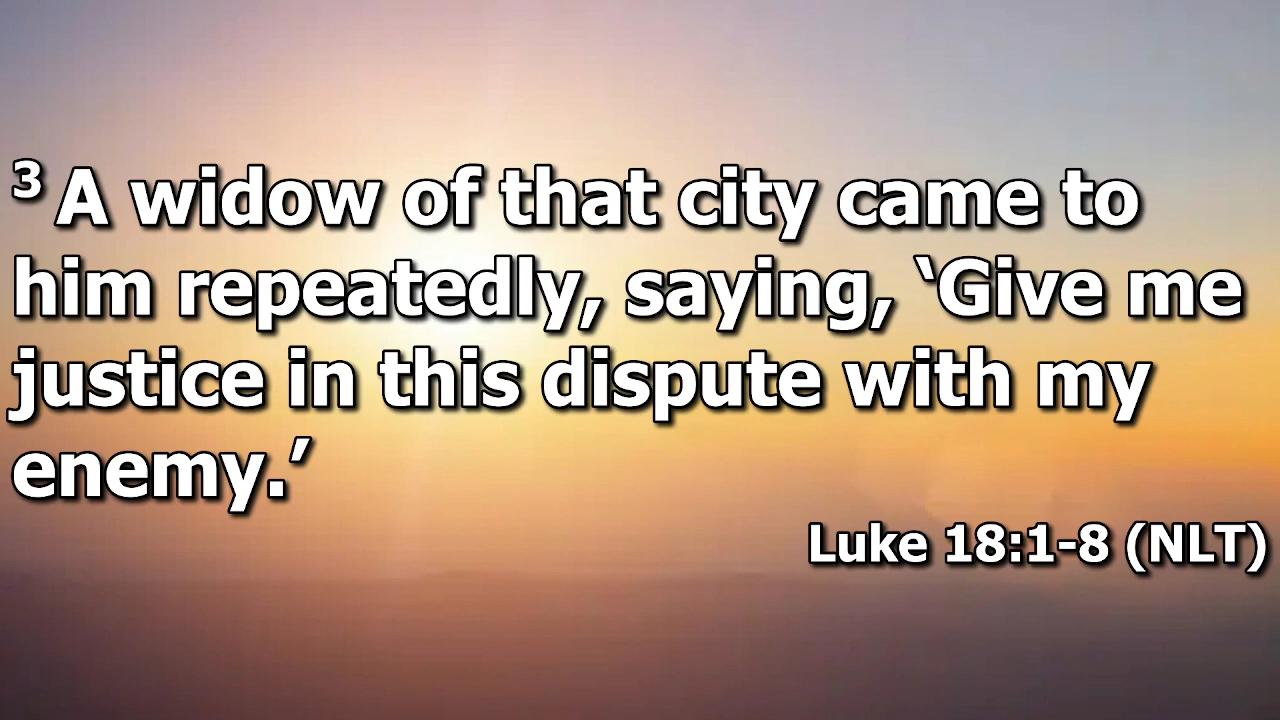 3 A widow of that city came to
him repeatedly, saying, ‘Give me
justice in this dispute with my
enemy.’
Luke 18:1-8 (NLT)